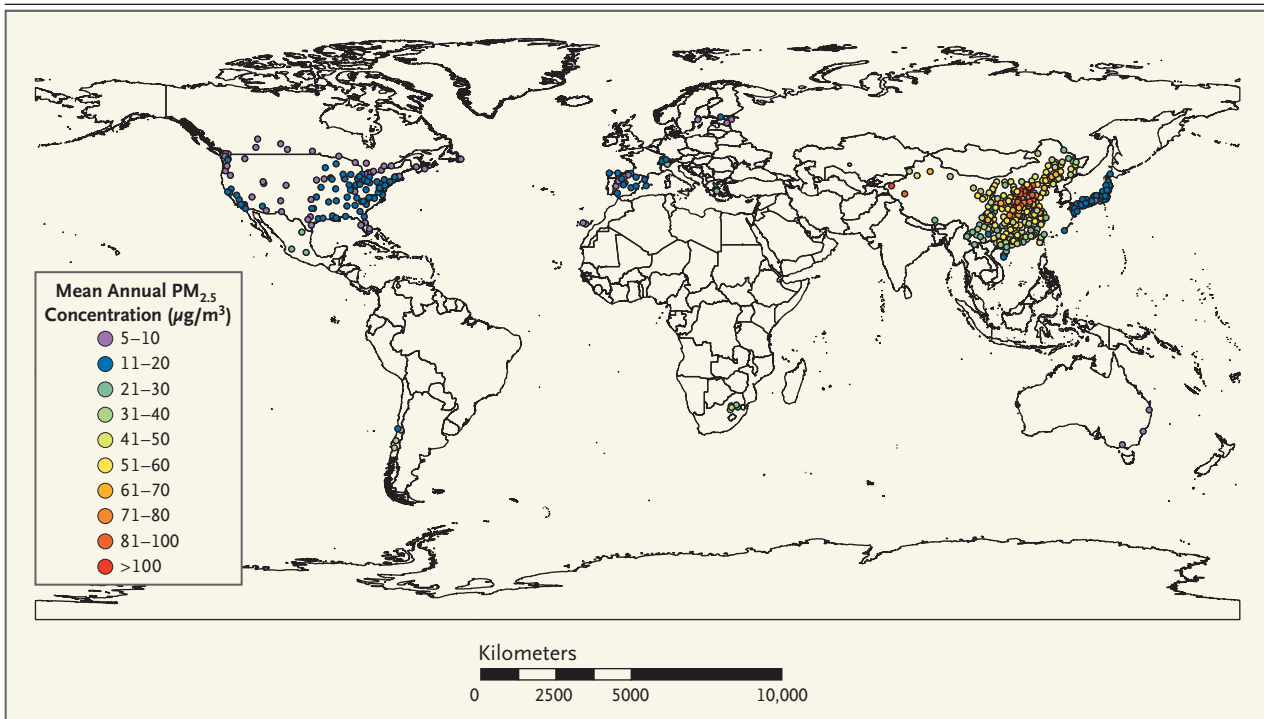 Mean Annual PM2.5
Concentration (µg/m³)
5–10
11–20
21–30
31–40
41–50
51–60
61–70
71–80
81–100
>100
Kilometers
0 2500 5000 10,000